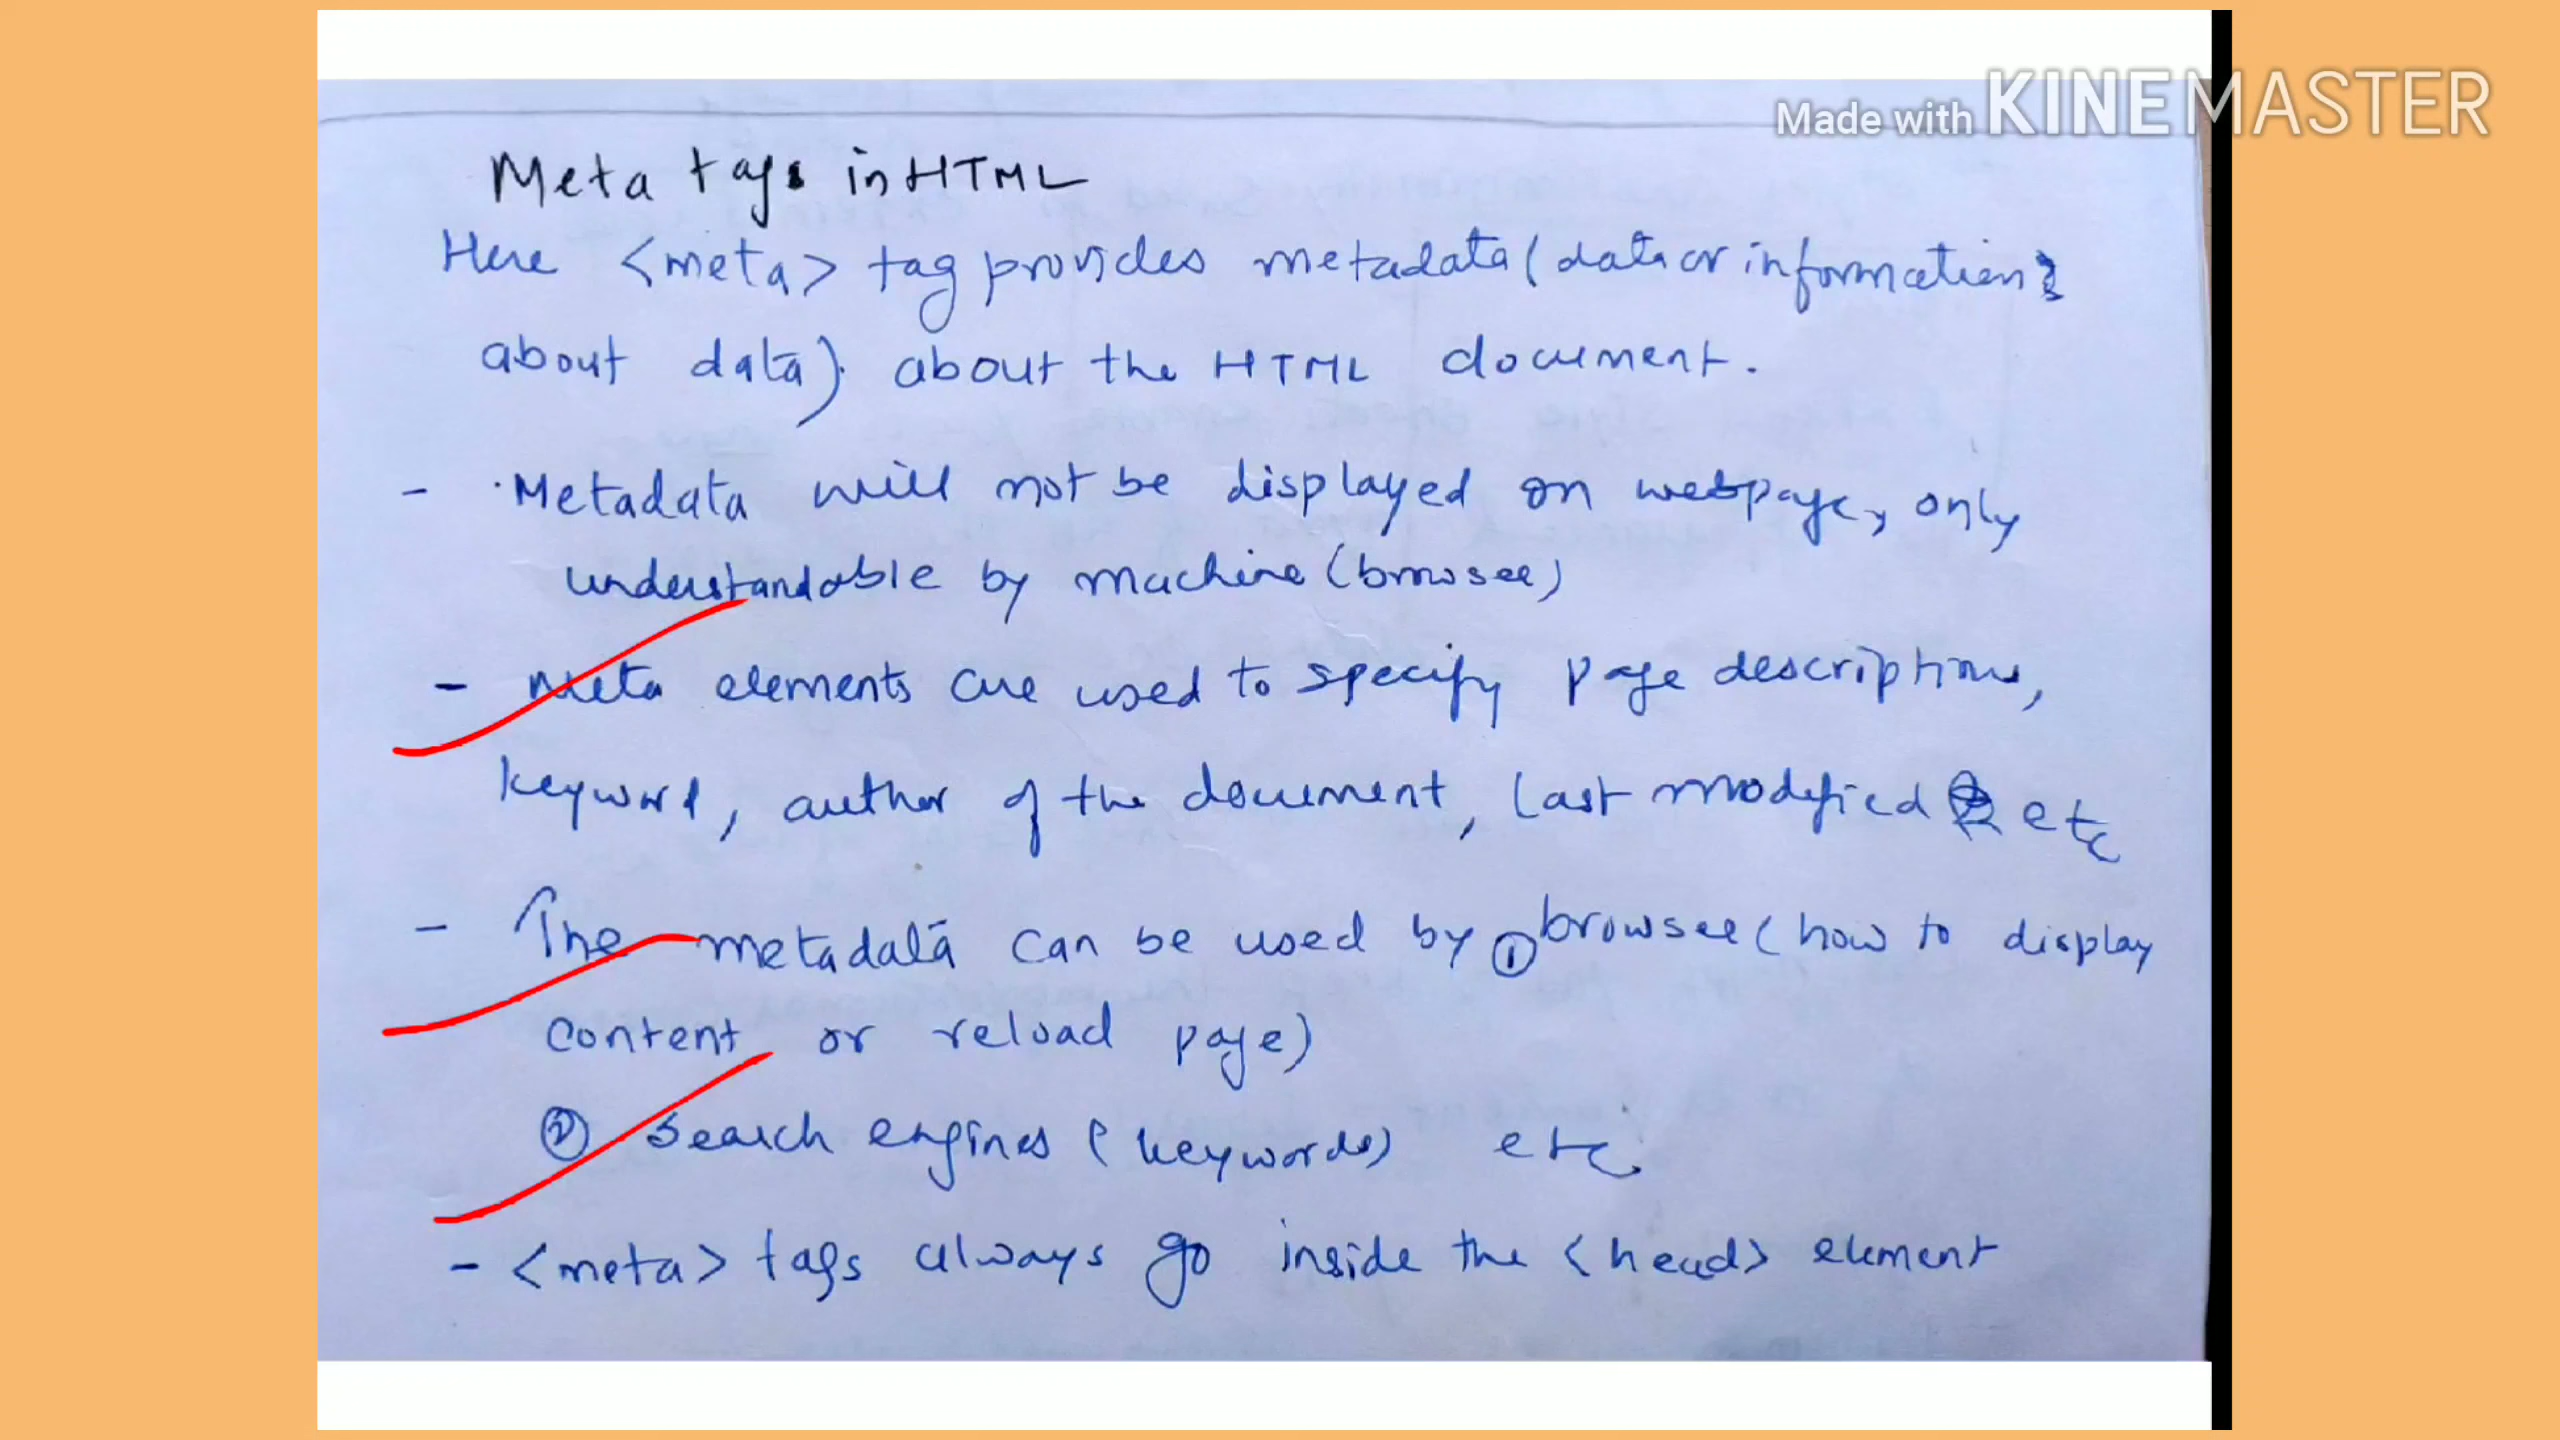 Made with KINEMASTER
Meta tags in HTML
Here <meta> tag provides metadata (data or information
about data) about the HTML document.
- Metadata will not be displayed on webpage, only
understandable by machine (browser)
- Meta elements are used to specify page descriptions,
keyword, author of the document, last modified etc
- The metadata can be used by ① browser (how to display
content or reload page)
② Search engines (keywords) etc.
- <meta> tags always go inside the <head> element